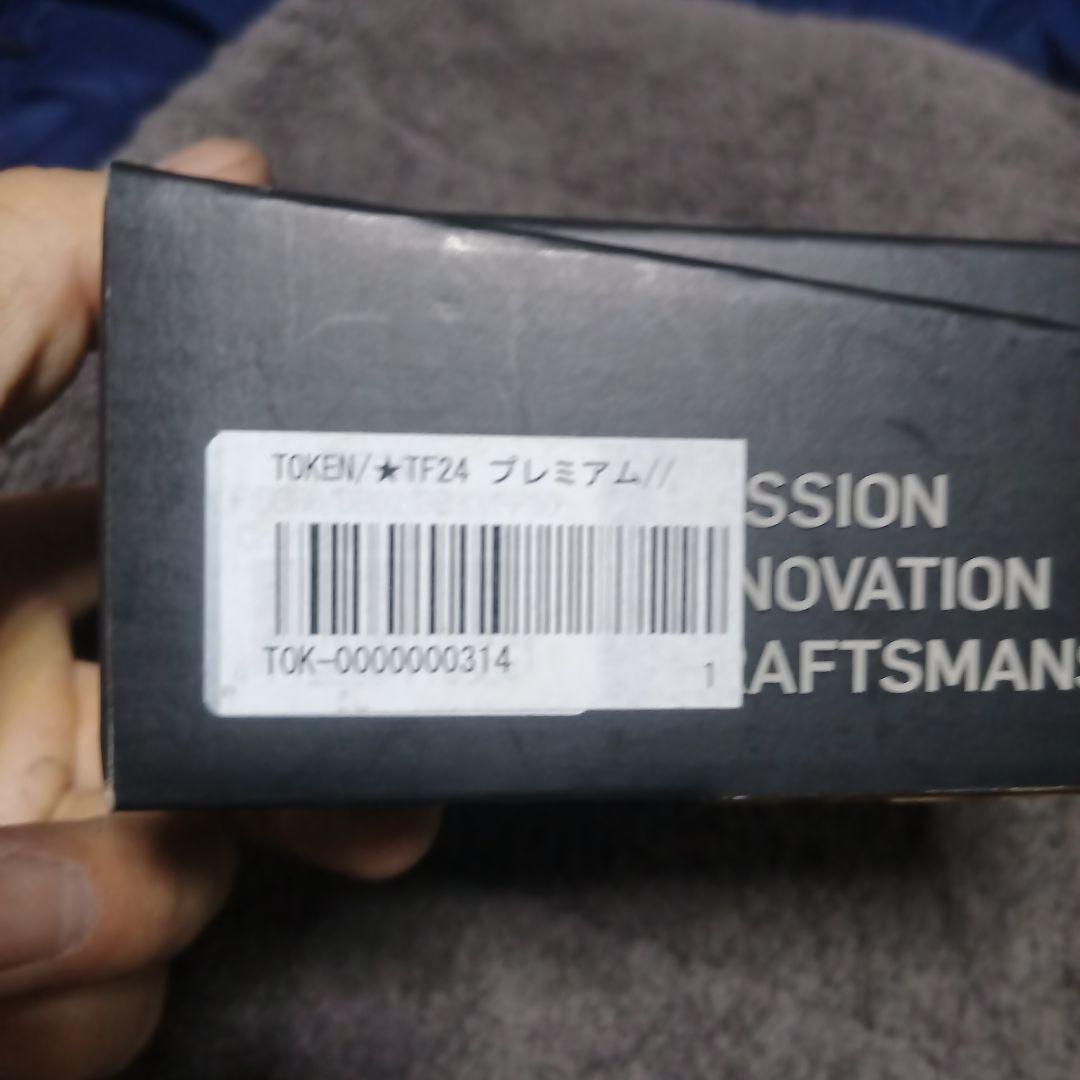 TOKEN/★TF24 プレミアム//
TOK-0000000314
1
SSION
NOVATION
RAFTSMANS